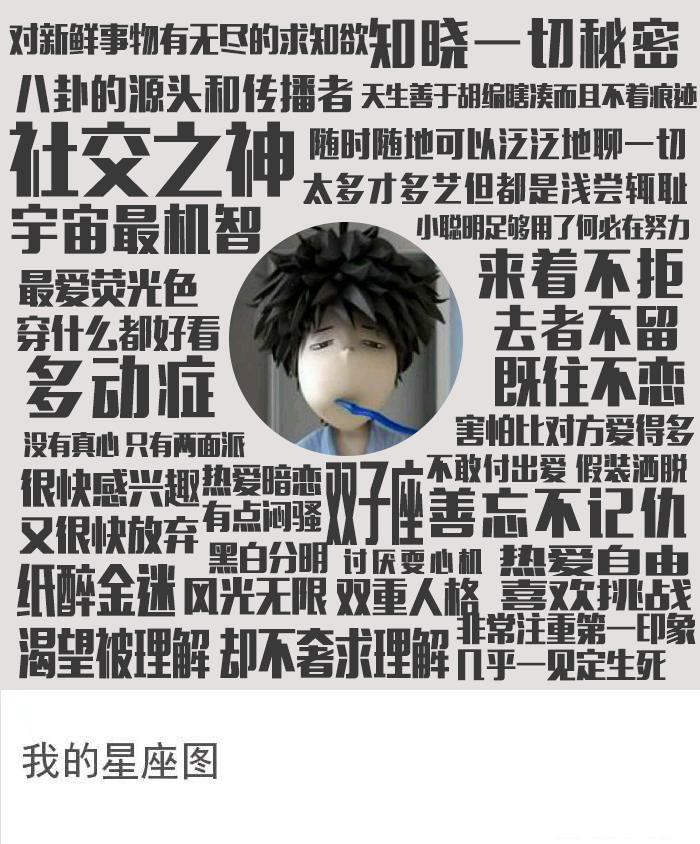 对新鲜事物有无尽的求知欲 知晓一切秘密
八卦的源头和传播者 天生善于胡编瞎凑而且不着痕迹
社交之神 随时随地可以泛泛地聊一切
太多才多艺但都是浅尝辄耻
宇宙最机智 小聪明足够用了何必在努力
最爱荧光色 来者不拒
穿什么都好看 去者不留
多动症 既往不恋
没有真心 只有两面派 害怕比对方爱得多
很快感兴趣 热爱暗恋 双子座 不敢付出爱 假装洒脱
又很快放弃 有点闷骚 善忘不记仇
黑白分明 讨厌耍心机 热爱自由
纸醉金迷 风光无限 双重人格 喜欢挑战
渴望被理解 却不奢求理解 非常注重第一印象
几乎一见定生死
我的星座图